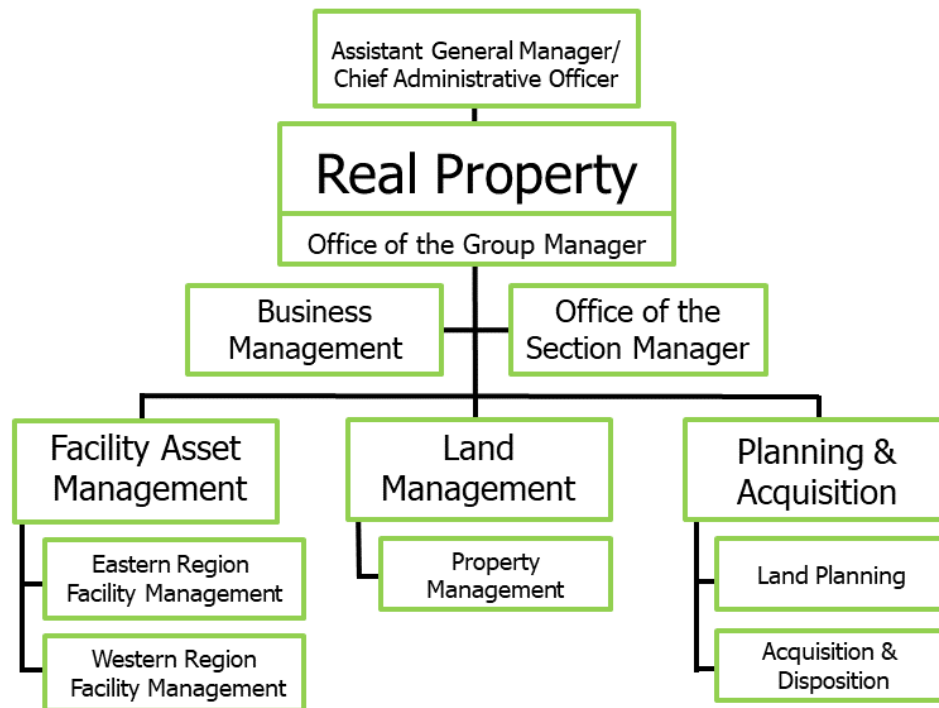 Assistant General Manager/
Chief Administrative Officer
Real Property
Office of the Group Manager
Business
Management
Office of the
Section Manager
Facility Asset
Management
Eastern Region
Facility Management
Western Region
Facility Management
Land
Management
Property
Management
Planning &
Acquisition
Land Planning
Acquisition &
Disposition